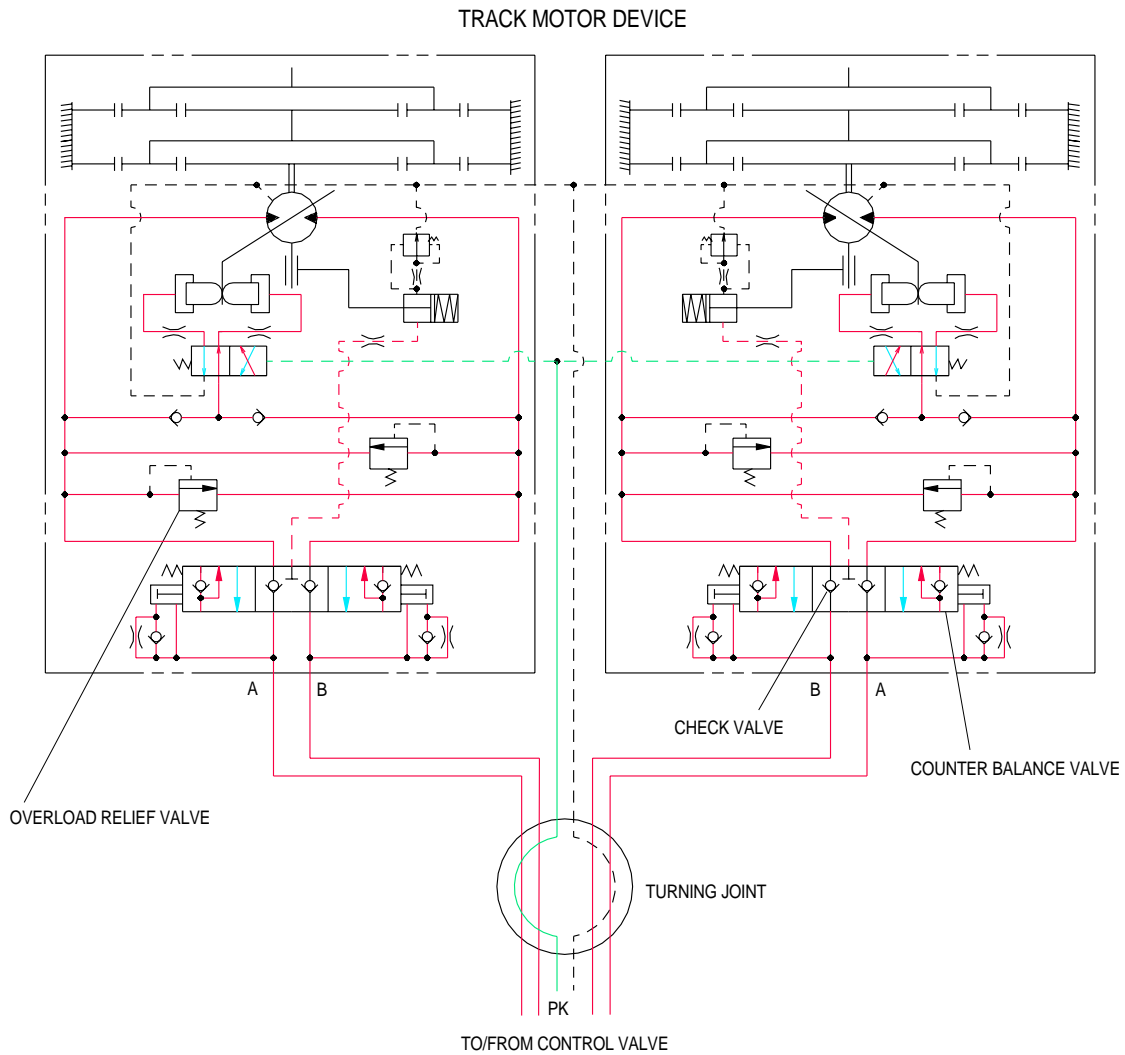 TRACK MOTOR DEVICE
A
B
B
A
CHECK VALVE
COUNTER BALANCE VALVE
OVERLOAD RELIEF VALVE
TURNING JOINT
PK
TO/FROM CONTROL VALVE